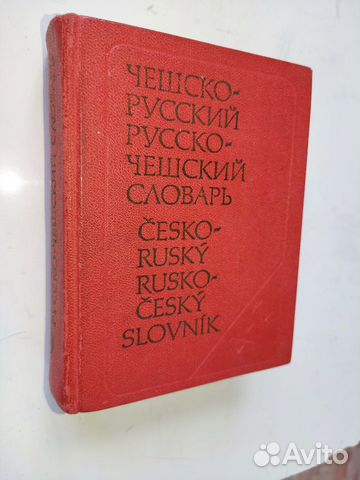 ЧЕШСКО-
РУССКИЙ
РУССКО-
ЧЕШСКИЙ
СЛОВАРЬ
ČESKO-
RUSKÝ
RUSKO-
ČESKÝ
SLOVNÍK
Avito